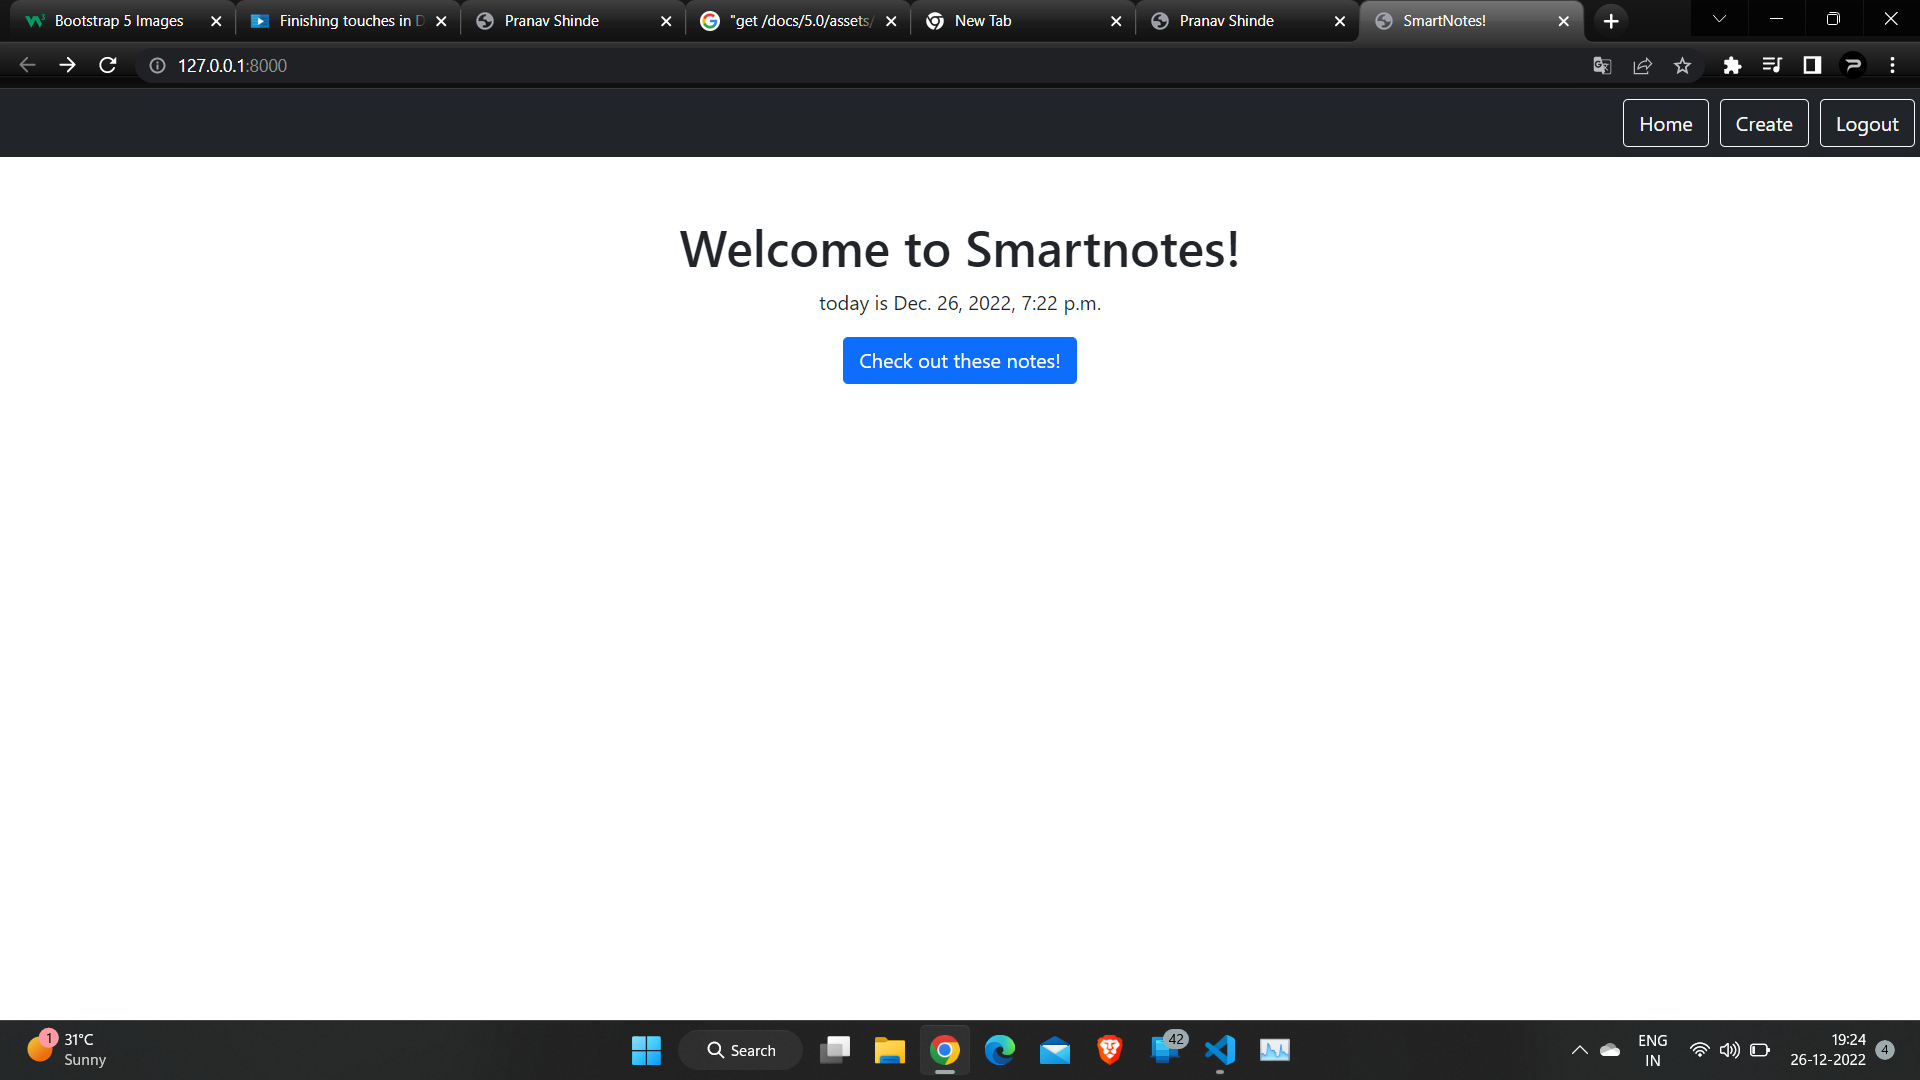 Bootstrap 5 Images
Finishing touches in D
Pranav Shinde
"get /docs/5.0/assets/
New Tab
Pranav Shinde
SmartNotes!
127.0.0.1:8000
Home
Create
Logout
Welcome to Smartnotes!
today is Dec. 26, 2022, 7:22 p.m.
Check out these notes!
1
31°C
Sunny
Search
42
ENG
IN
19:24
26-12-2022
4